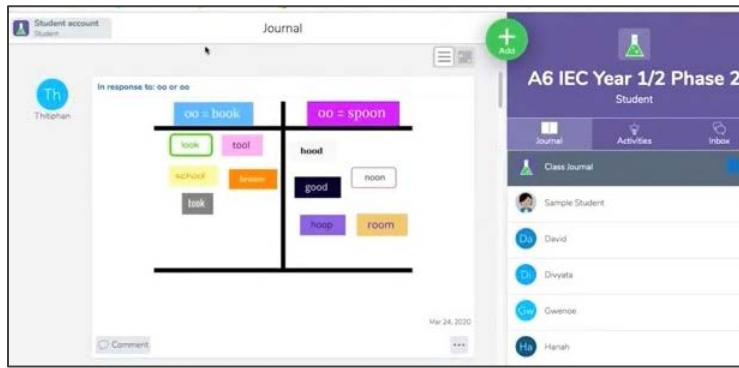 Student account
Student
Journal
Add
A6 IEC Year 1/2 Phase 2
Student
Journal
Activities
Inbox
Th
Thitiphan
In response to: oo or oo
oo = book
oo = spoon
look
tool
hood
school
broom
good
noon
took
hoop
room
Mar 24, 2020
Comment
Class Journal
Sample Student
Da
David
Di
Divyata
Gw
Gwenoe
Ha
Hanah